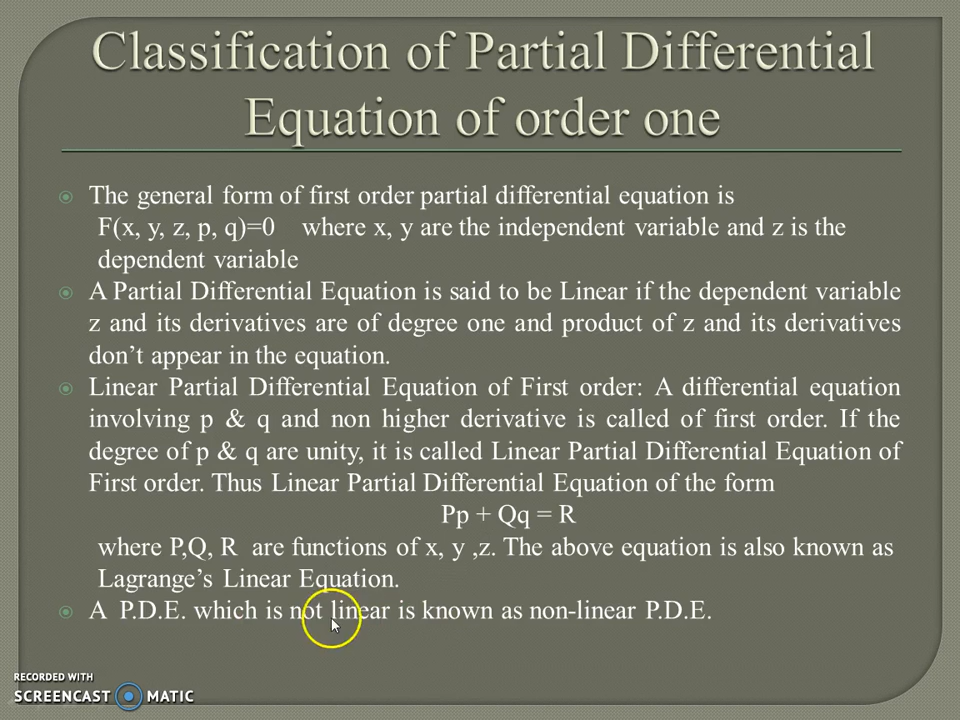 Classification of Partial Differential
Equation of order one
The general form of first order partial differential equation is
F(x, y, z, p, q)=0 where x, y are the independent variable and z is the
dependent variable
A Partial Differential Equation is said to be Linear if the dependent variable
z and its derivatives are of degree one and product of z and its derivatives
don’t appear in the equation.
Linear Partial Differential Equation of First order: A differential equation
involving p & q and non higher derivative is called of first order. If the
degree of p & q are unity, it is called Linear Partial Differential Equation of
First order. Thus Linear Partial Differential Equation of the form
Pp + Qq = R
where P,Q, R are functions of x, y ,z. The above equation is also known as
Lagrange’s Linear Equation.
A P.D.E. which is not linear is known as non-linear P.D.E.
RECORDED WITH
SCREENCAST MATIC